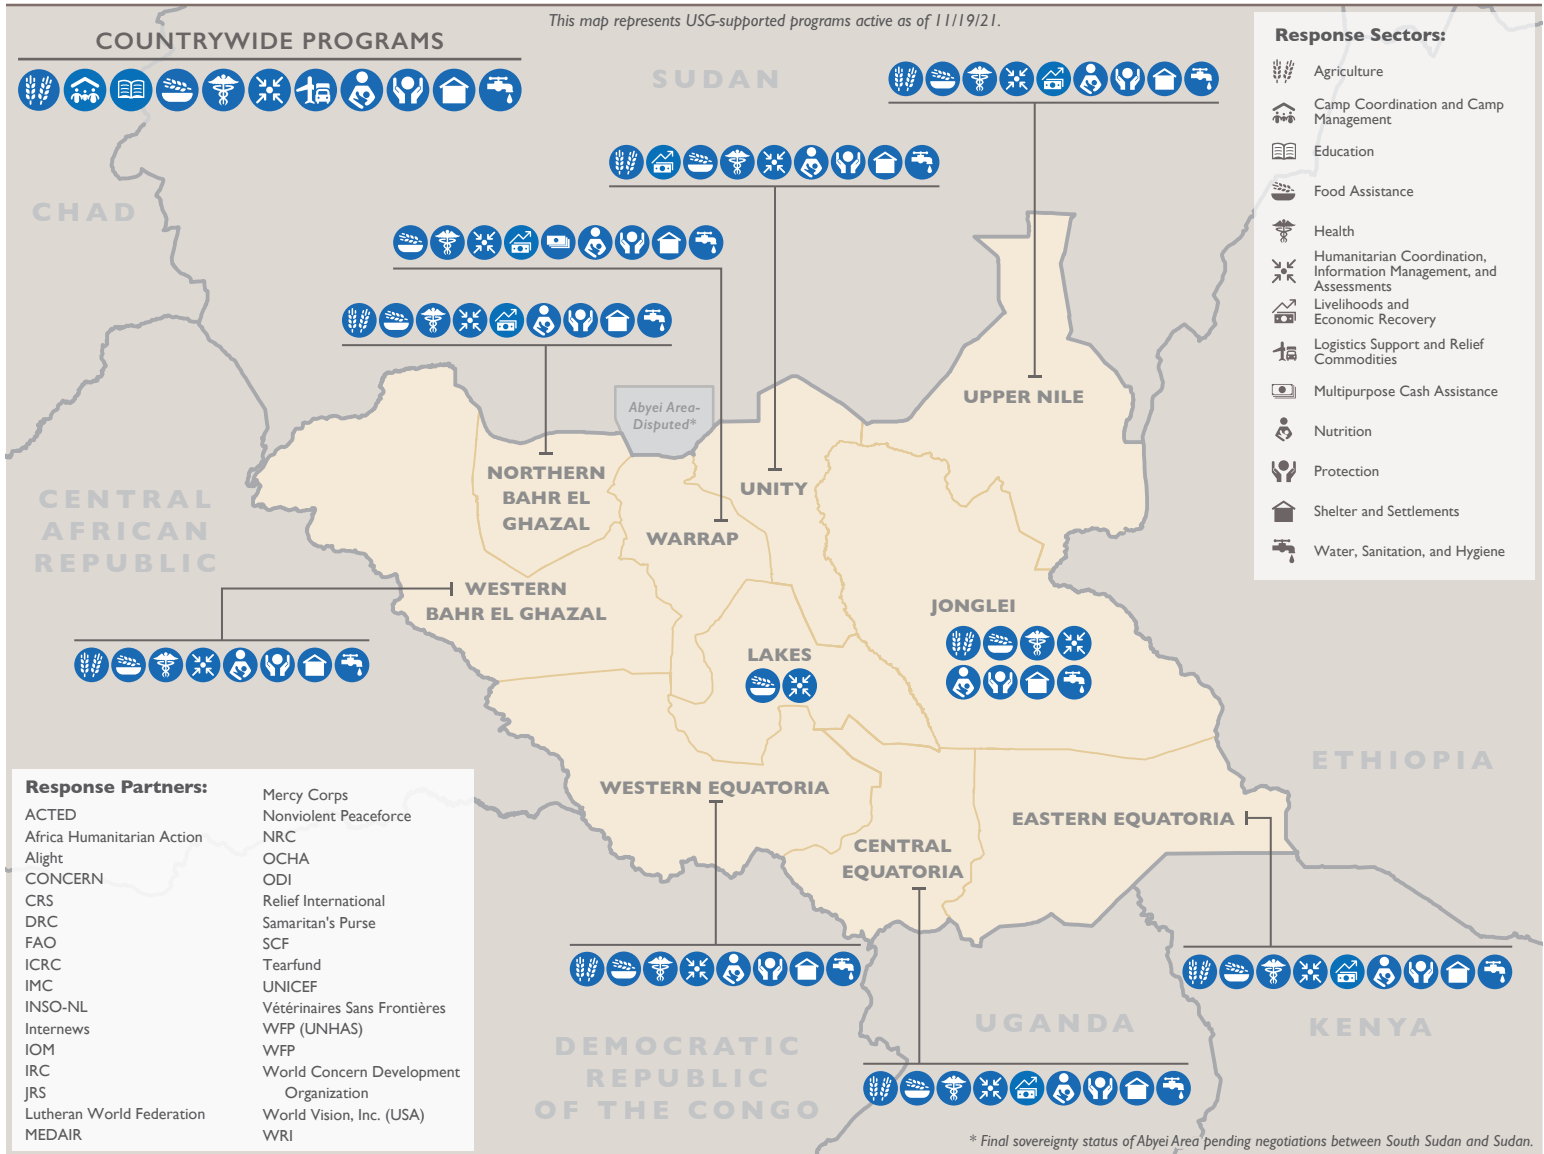 This map represents USG-supported programs active as of 11/19/21.
COUNTRYWIDE PROGRAMS
Response Sectors:
Agriculture
Camp Coordination and Camp
Management
Education
Food Assistance
Health
Humanitarian Coordination,
Information Management, and
Assessments
Livelihoods and
Economic Recovery
Logistics Support and Relief
Commodities
Multipurpose Cash Assistance
Nutrition
Protection
Shelter and Settlements
Water, Sanitation, and Hygiene
SUDAN
CHAD
CENTRAL
AFRICAN
REPUBLIC
Abyei Area-
Disputed*
UPPER NILE
NORTHERN
BAHR EL
GHAZAL
UNITY
WARRAP
WESTERN
BAHR EL GHAZAL
JONGLEI
LAKES
WESTERN EQUATORIA
EASTERN EQUATORIA
CENTRAL
EQUATORIA
ETHIOPIA
UGANDA
KENYA
DEMOCRATIC
REPUBLIC
OF THE CONGO
Response Partners:
ACTED
Africa Humanitarian Action
Alight
CONCERN
CRS
DRC
FAO
ICRC
IMC
INSO-NL
Internews
IOM
IRC
JRS
Lutheran World Federation
MEDAIR
Mercy Corps
Nonviolent Peaceforce
NRC
OCHA
ODI
Relief International
Samaritan's Purse
SCF
Tearfund
UNICEF
Vétérinaires Sans Frontières
WFP (UNHAS)
WFP
World Concern Development
Organization
World Vision, Inc. (USA)
WRI
* Final sovereignty status of Abyei Area pending negotiations between South Sudan and Sudan.